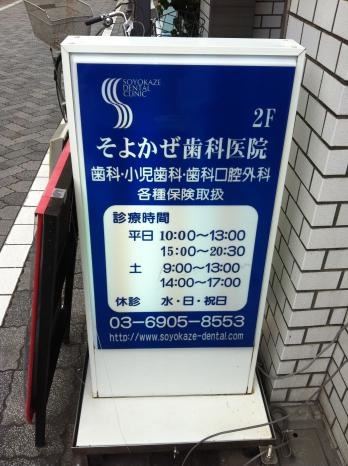 SOYOKAZE
DENTAL
CLINIC
2F
そよかぜ歯科医院
歯科・小児歯科・歯科口腔外科
各種保険取扱
診療時間
平日 10:00〜13:00
15:00〜20:30
土 9:00〜13:00
14:00〜17:00
休診 水・日・祝日
03-6905-8553
http://www.soyokaze-dental.com